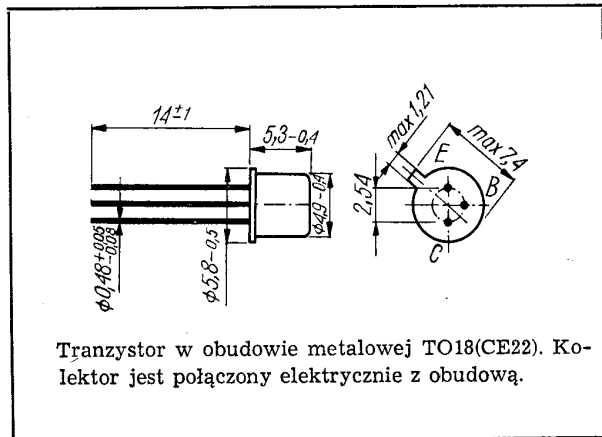 14±1
5,3-0,4
max 1,21
max 7,4
E
B
C
2,54
ϕ4,9-0,4
ϕ5,8-0,5
ϕ0,48+0,05-0,08
Tranzystor w obudowie metalowej TO18(CE22). Ko-
lektor jest połączony elektrycznie z obudową.